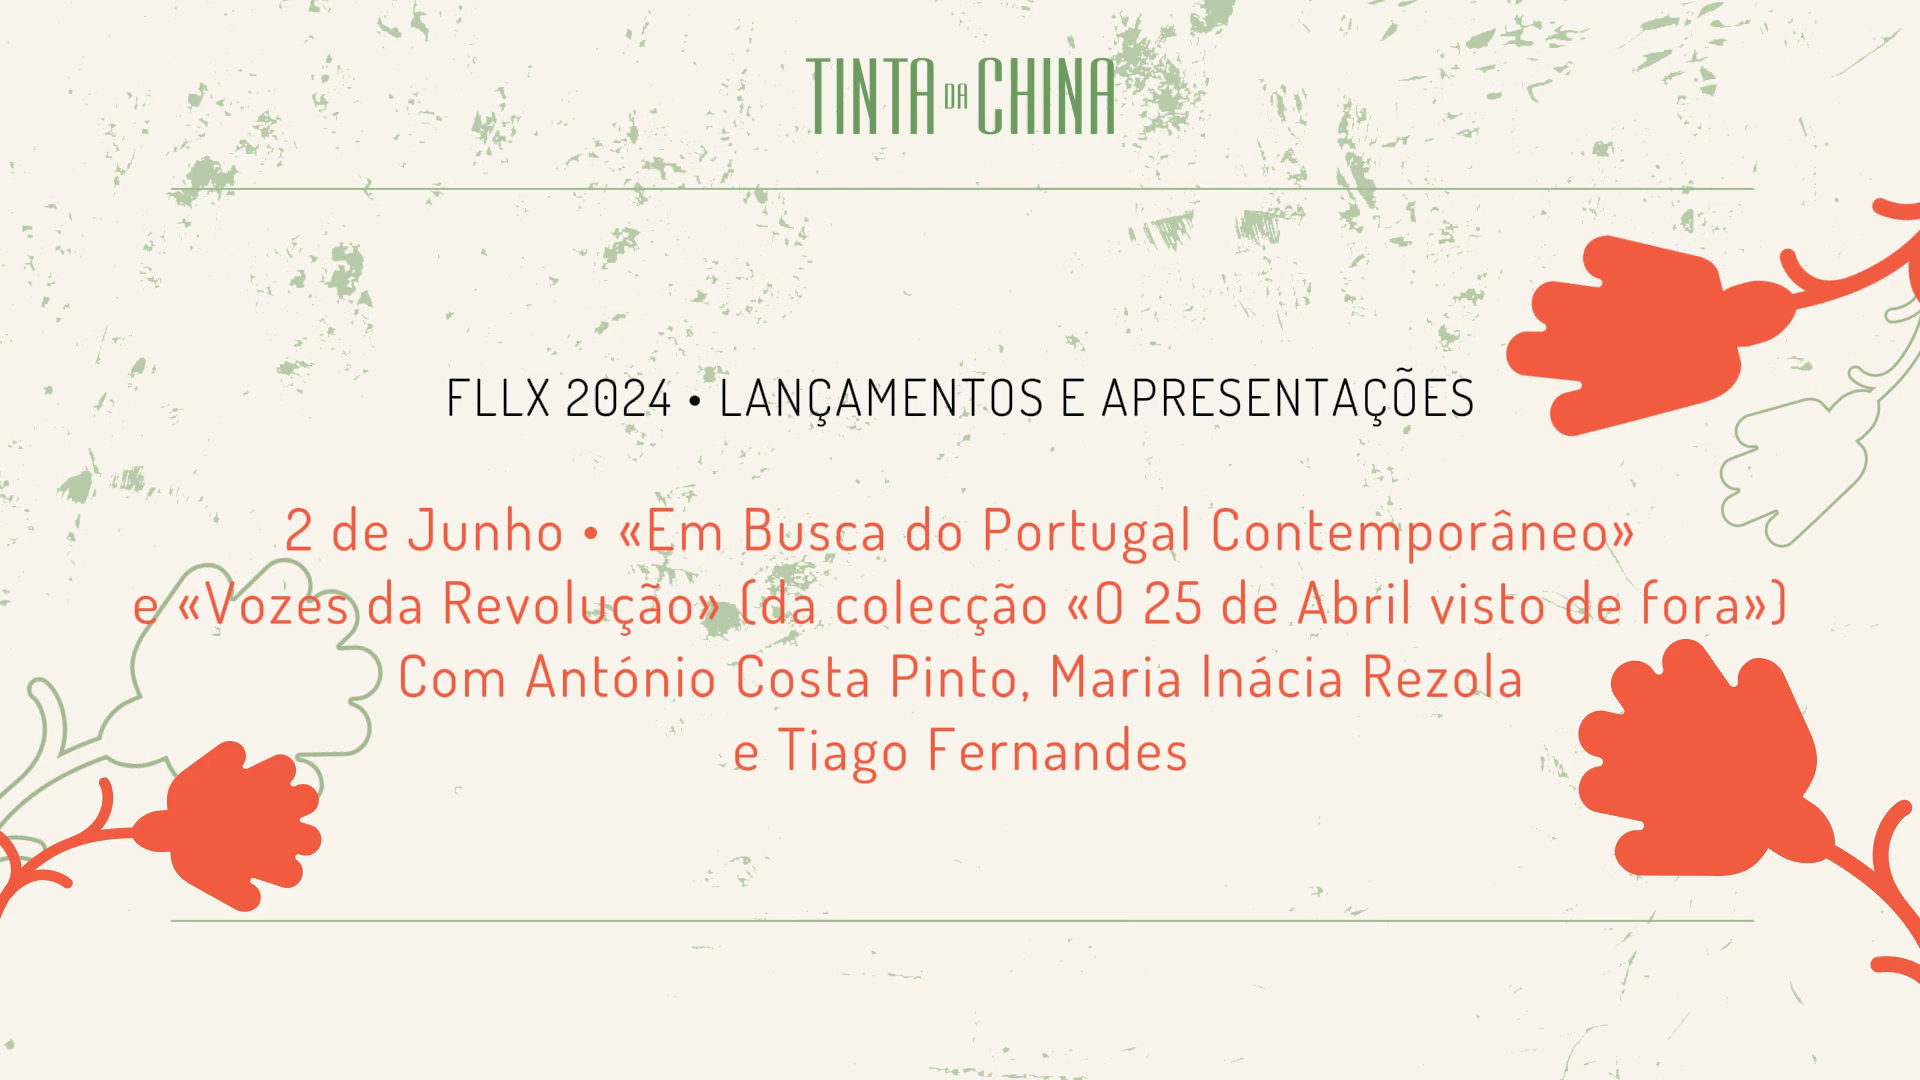 TINTA DA CHINA
FLLX 2024 • LANÇAMENTOS E APRESENTAÇÕES
2 de Junho • «Em Busca do Portugal Contemporâneo»
e «Vozes da Revolução» (da colecção «O 25 de Abril visto de fora»)
Com António Costa Pinto, Maria Inácia Rezola
e Tiago Fernandes